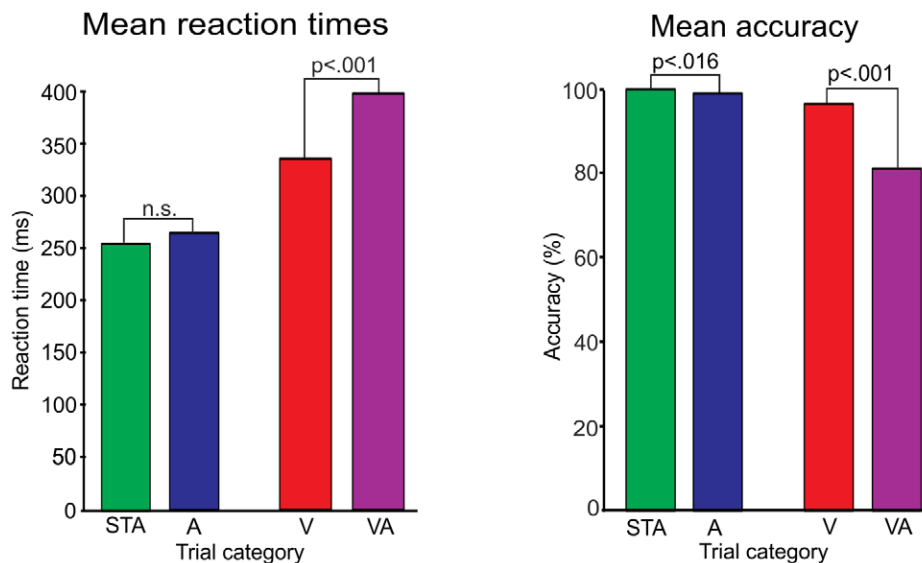 Mean reaction times
p<.001
n.s.
400
350
300
250
200
150
100
50
0
Reaction time (ms)
STA A V VA
Trial category
Mean accuracy
p<.016
p<.001
100
80
60
40
20
0
Accuracy (%)
STA A V VA
Trial category